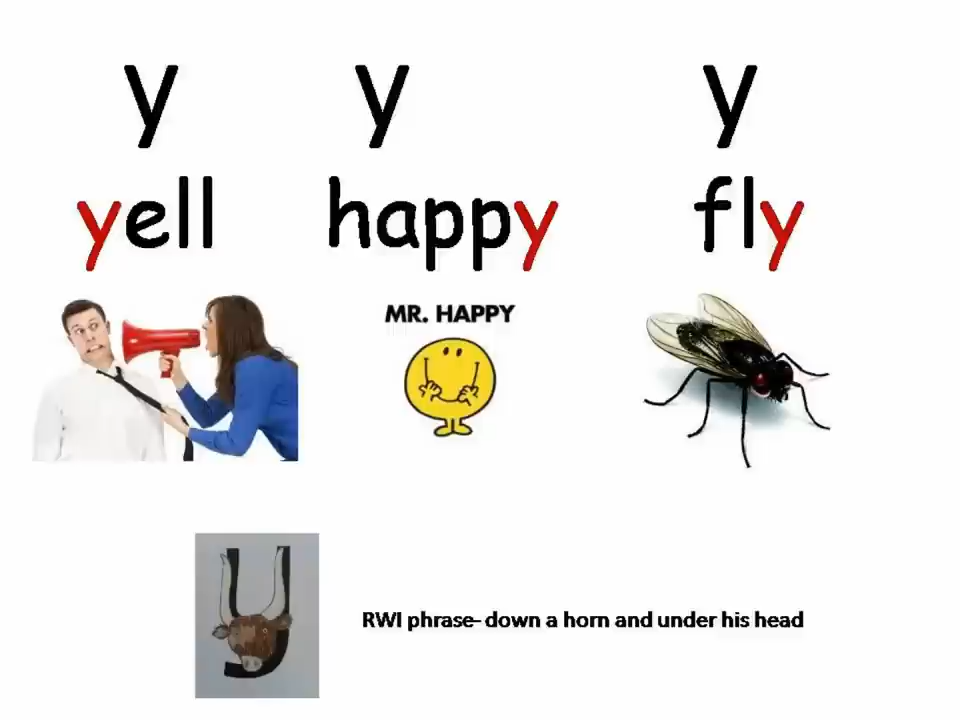 y y y
yell happy fly
MR. HAPPY
y
RWI phrase- down a horn and under his head